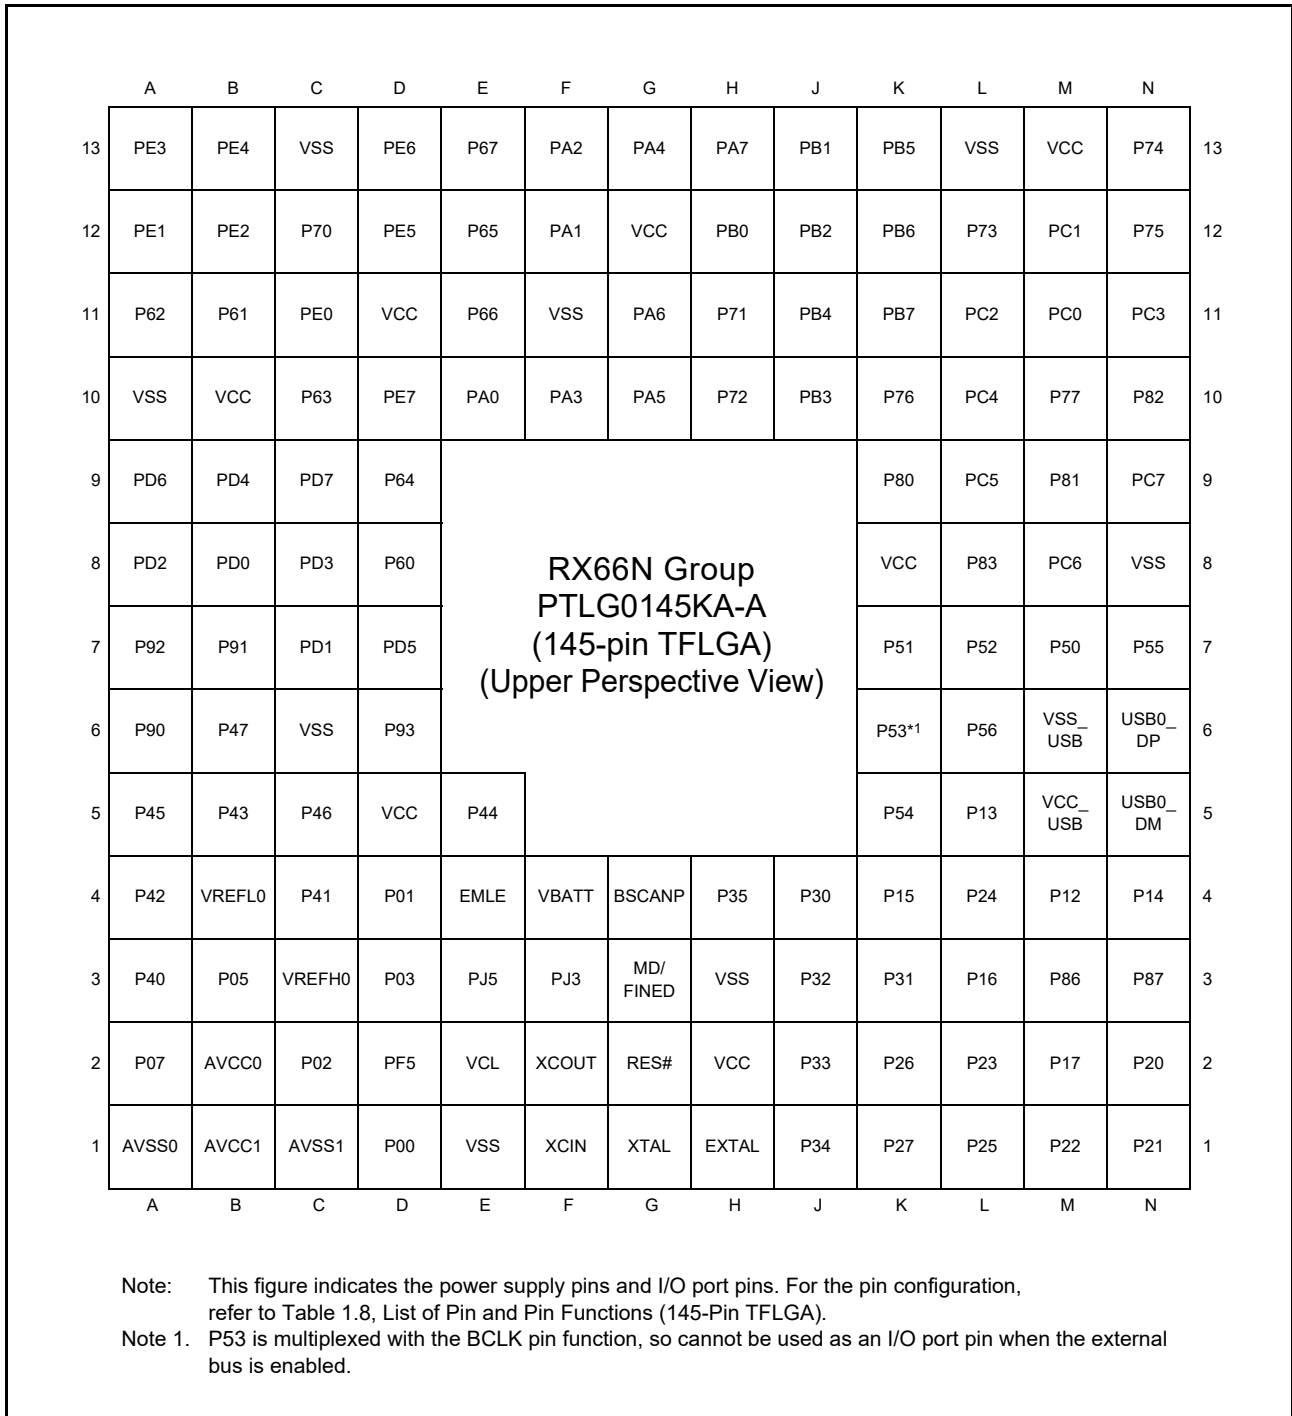 A B C D E F G H J K L M N
13 PE3 PE4 VSS PE6 P67 PA2 PA4 PA7 PB1 PB5 VSS VCC P74 13
12 PE1 PE2 P70 PE5 P65 PA1 VCC PB0 PB2 PB6 P73 PC1 P75 12
11 P62 P61 PE0 VCC P66 VSS PA6 P71 PB4 PB7 PC2 PC0 PC3 11
10 VSS VCC P63 PE7 PA0 PA3 PA5 P72 PB3 P76 PC4 P77 P82 10
9 PD6 PD4 PD7 P64 P80 PC5 P81 PC7 9
8 PD2 PD0 PD3 P60 VCC P83 PC6 VSS 8
7 P92 P91 PD1 PD5 P51 P52 P50 P55 7
RX66N Group
PTLG0145KA-A
(145-pin TFLGA)
(Upper Perspective View)
6 P90 P47 VSS P93 P53*1 P56 VSS_USB USB0_DP 6
5 P45 P43 P46 VCC P44 P54 P13 VCC_USB USB0_DM 5
4 P42 VREFL0 P41 P01 EMLE VBATT BSCANP P35 P30 P15 P24 P12 P14 4
3 P40 P05 VREFH0 P03 PJ5 PJ3 MD/FINED VSS P32 P31 P16 P86 P87 3
2 P07 AVCC0 P02 PF5 VCL XCOUT RES# VCC P33 P26 P23 P17 P20 2
1 AVSS0 AVCC1 AVSS1 P00 VSS XCIN XTAL EXTAL P34 P27 P25 P22 P21 1
A B C D E F G H J K L M N
Note: This figure indicates the power supply pins and I/O port pins. For the pin configuration,
refer to Table 1.8, List of Pin and Pin Functions (145-Pin TFLGA).
Note 1. P53 is multiplexed with the BCLK pin function, so cannot be used as an I/O port pin when the external
bus is enabled.